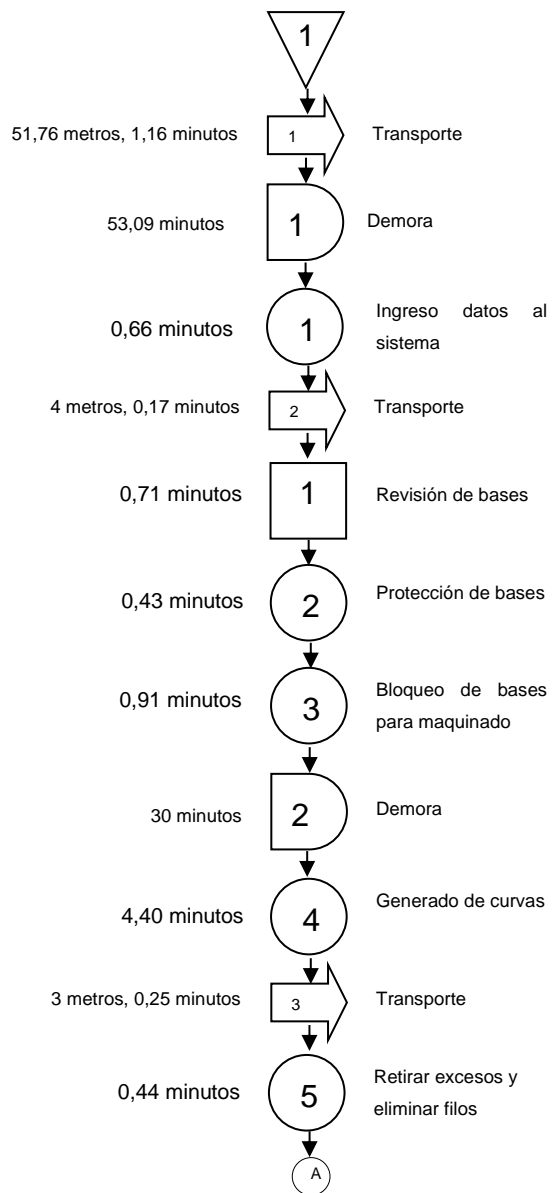 1
51,76 metros, 1,16 minutos
1
Transporte
53,09 minutos
1
Demora
0,66 minutos
1
Ingreso datos al
sistema
4 metros, 0,17 minutos
2
Transporte
0,71 minutos
1
Revisión de bases
0,43 minutos
2
Protección de bases
0,91 minutos
3
Bloqueo de bases
para maquinado
30 minutos
2
Demora
4,40 minutos
4
Generado de curvas
3 metros, 0,25 minutos
3
Transporte
0,44 minutos
5
Retirar excesos y
eliminar filos
A